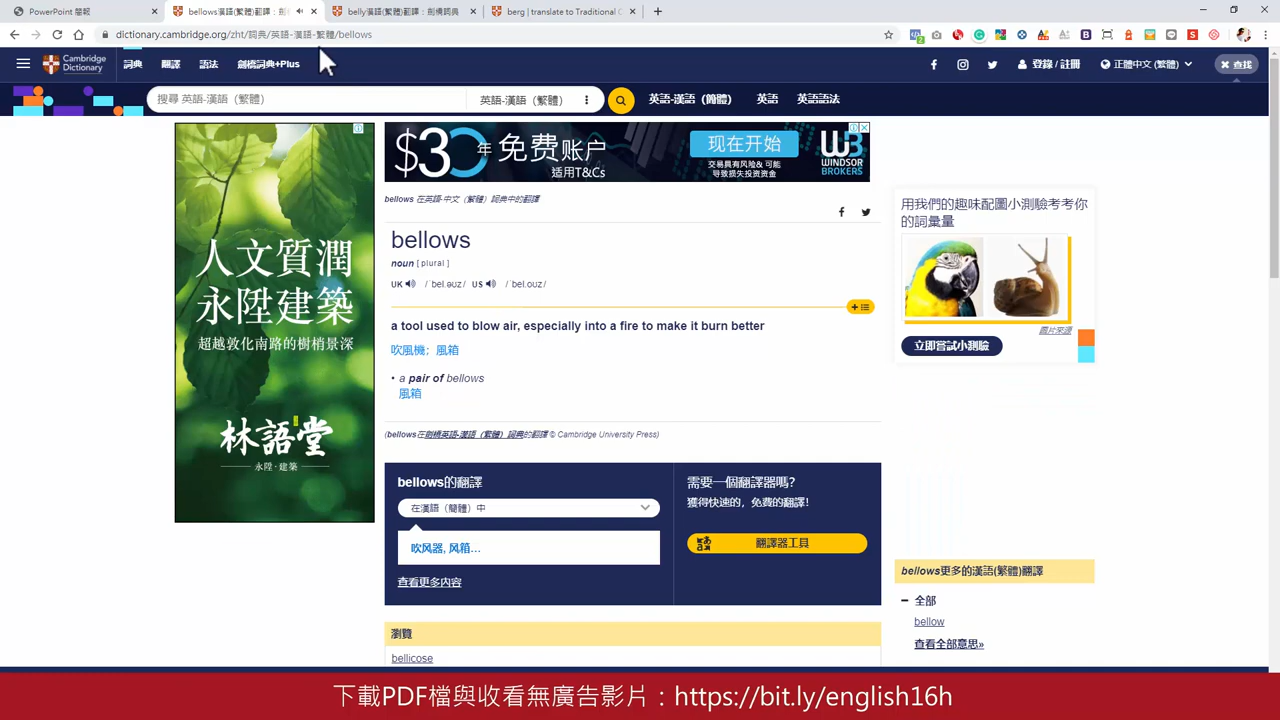 PowerPoint 簡報
bellows漢語(繁體)翻譯：劍
belly漢語(繁體)翻譯：劍橋詞典
berg | translate to Traditional C
dictionary.cambridge.org/zht/詞典/英語-漢語-繁體/bellows
Cambridge Dictionary
詞典
翻譯
語法
劍橋詞典+Plus
登錄 / 註冊
正體中文 (繁體)
查找
搜尋 英語-漢語（繁體）
英語-漢語（繁體）
英語-漢語（簡體）
英語
英語語法
人文質潤
永陞建築
超越敦化南路的樹梢景深
林語堂
永陞·建築
$30年 免费账户
适用T&Cs
现在开始
交易具有风险&可能
导致损失投资资金
WINDSOR
BROKERS
bellows 在英語-中文（繁體）詞典中的翻譯
bellows
noun [ plural ]
UK /ˈbel.əuz/ US /ˈbel.ouz/
a tool used to blow air, especially into a fire to make it burn better
吹風機；風箱
• a pair of bellows
風箱
(bellows在劍橋英語-漢語（繁體）詞典的翻譯 © Cambridge University Press)
bellows的翻譯
在漢語（簡體）中
吹风器, 风箱…
查看更多内容
需要一個翻譯器嗎?
獲得快速的，免費的翻譯!
翻譯器工具
瀏覽
bellicose
用我們的趣味配圖小測驗考考你
的詞彙量
圖片來源
立即嘗試小測驗
bellows更多的漢語(繁體)翻譯
全部
bellow
查看全部意思»
下載PDF檔與收看無廣告影片：https://bit.ly/english16h